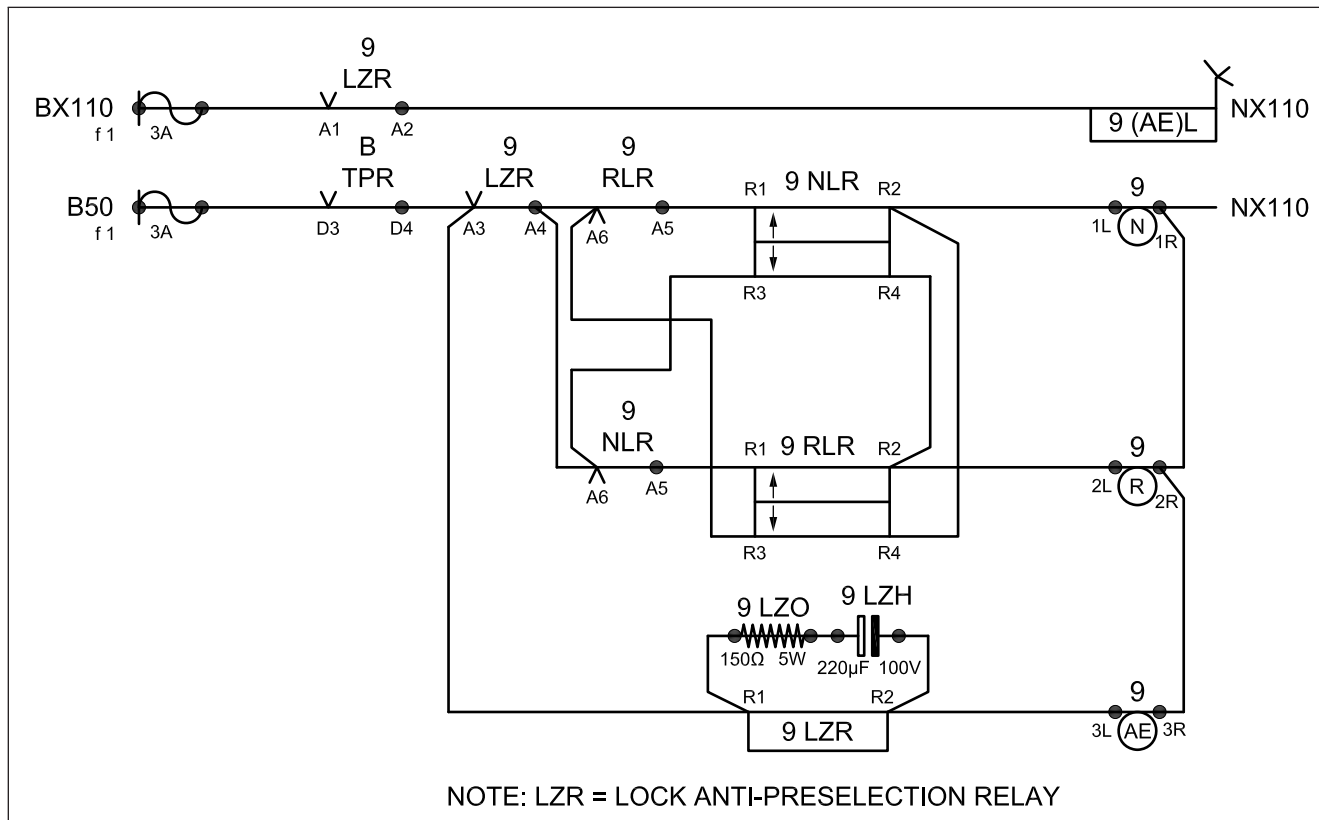 9
LZR
BX110
f 1
3A
A1
A2
9 (AE)L
NX110
B
TPR
9
LZR
9
RLR
B50
f 1
3A
D3
D4
A3
A4
A6
A5
R1
9 NLR
R2
9
1L
N
1R
NX110
R3
R4
9
NLR
A6
A5
R1
9 RLR
R2
9
2L
R
2R
R3
R4
9 LZO
9 LZH
150Ω
5W
220µF
100V
R1
R2
9 LZR
9
3L
AE
3R
NOTE: LZR = LOCK ANTI-PRESELECTION RELAY